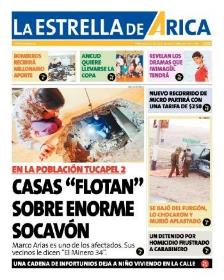 LA ESTRELLA DE ARICA
BOMBEROS
RECIBIRÁ
MILLONARIO
APORTE
ANCUD
QUIERE
LLEVARSE LA
COPA
REVELAN LOS
DRAMAS QUE
FATMAGÜL
TENDRÁ
NUEVO RECORRIDO DE
MICRO PARTIRÁ CON
UNA TARIFA DE $250
EN LA POBLACIÓN TUCAPEL 2
CASAS "FLOTAN"
SOBRE ENORME
SOCAVÓN
Marco Arias es uno de los afectados. Sus
vecinos le dicen "El Minero 34".
SE BAJÓ DEL FURGÓN,
LO CHOCARON Y
MURIÓ APLASTADO
UN DETENIDO POR
HOMICIDIO FRUSTRADO
A CARABINERO
UNA CADENA DE INFORTUNIOS DEJA A NIÑO VIVIENDO EN LA CALLE